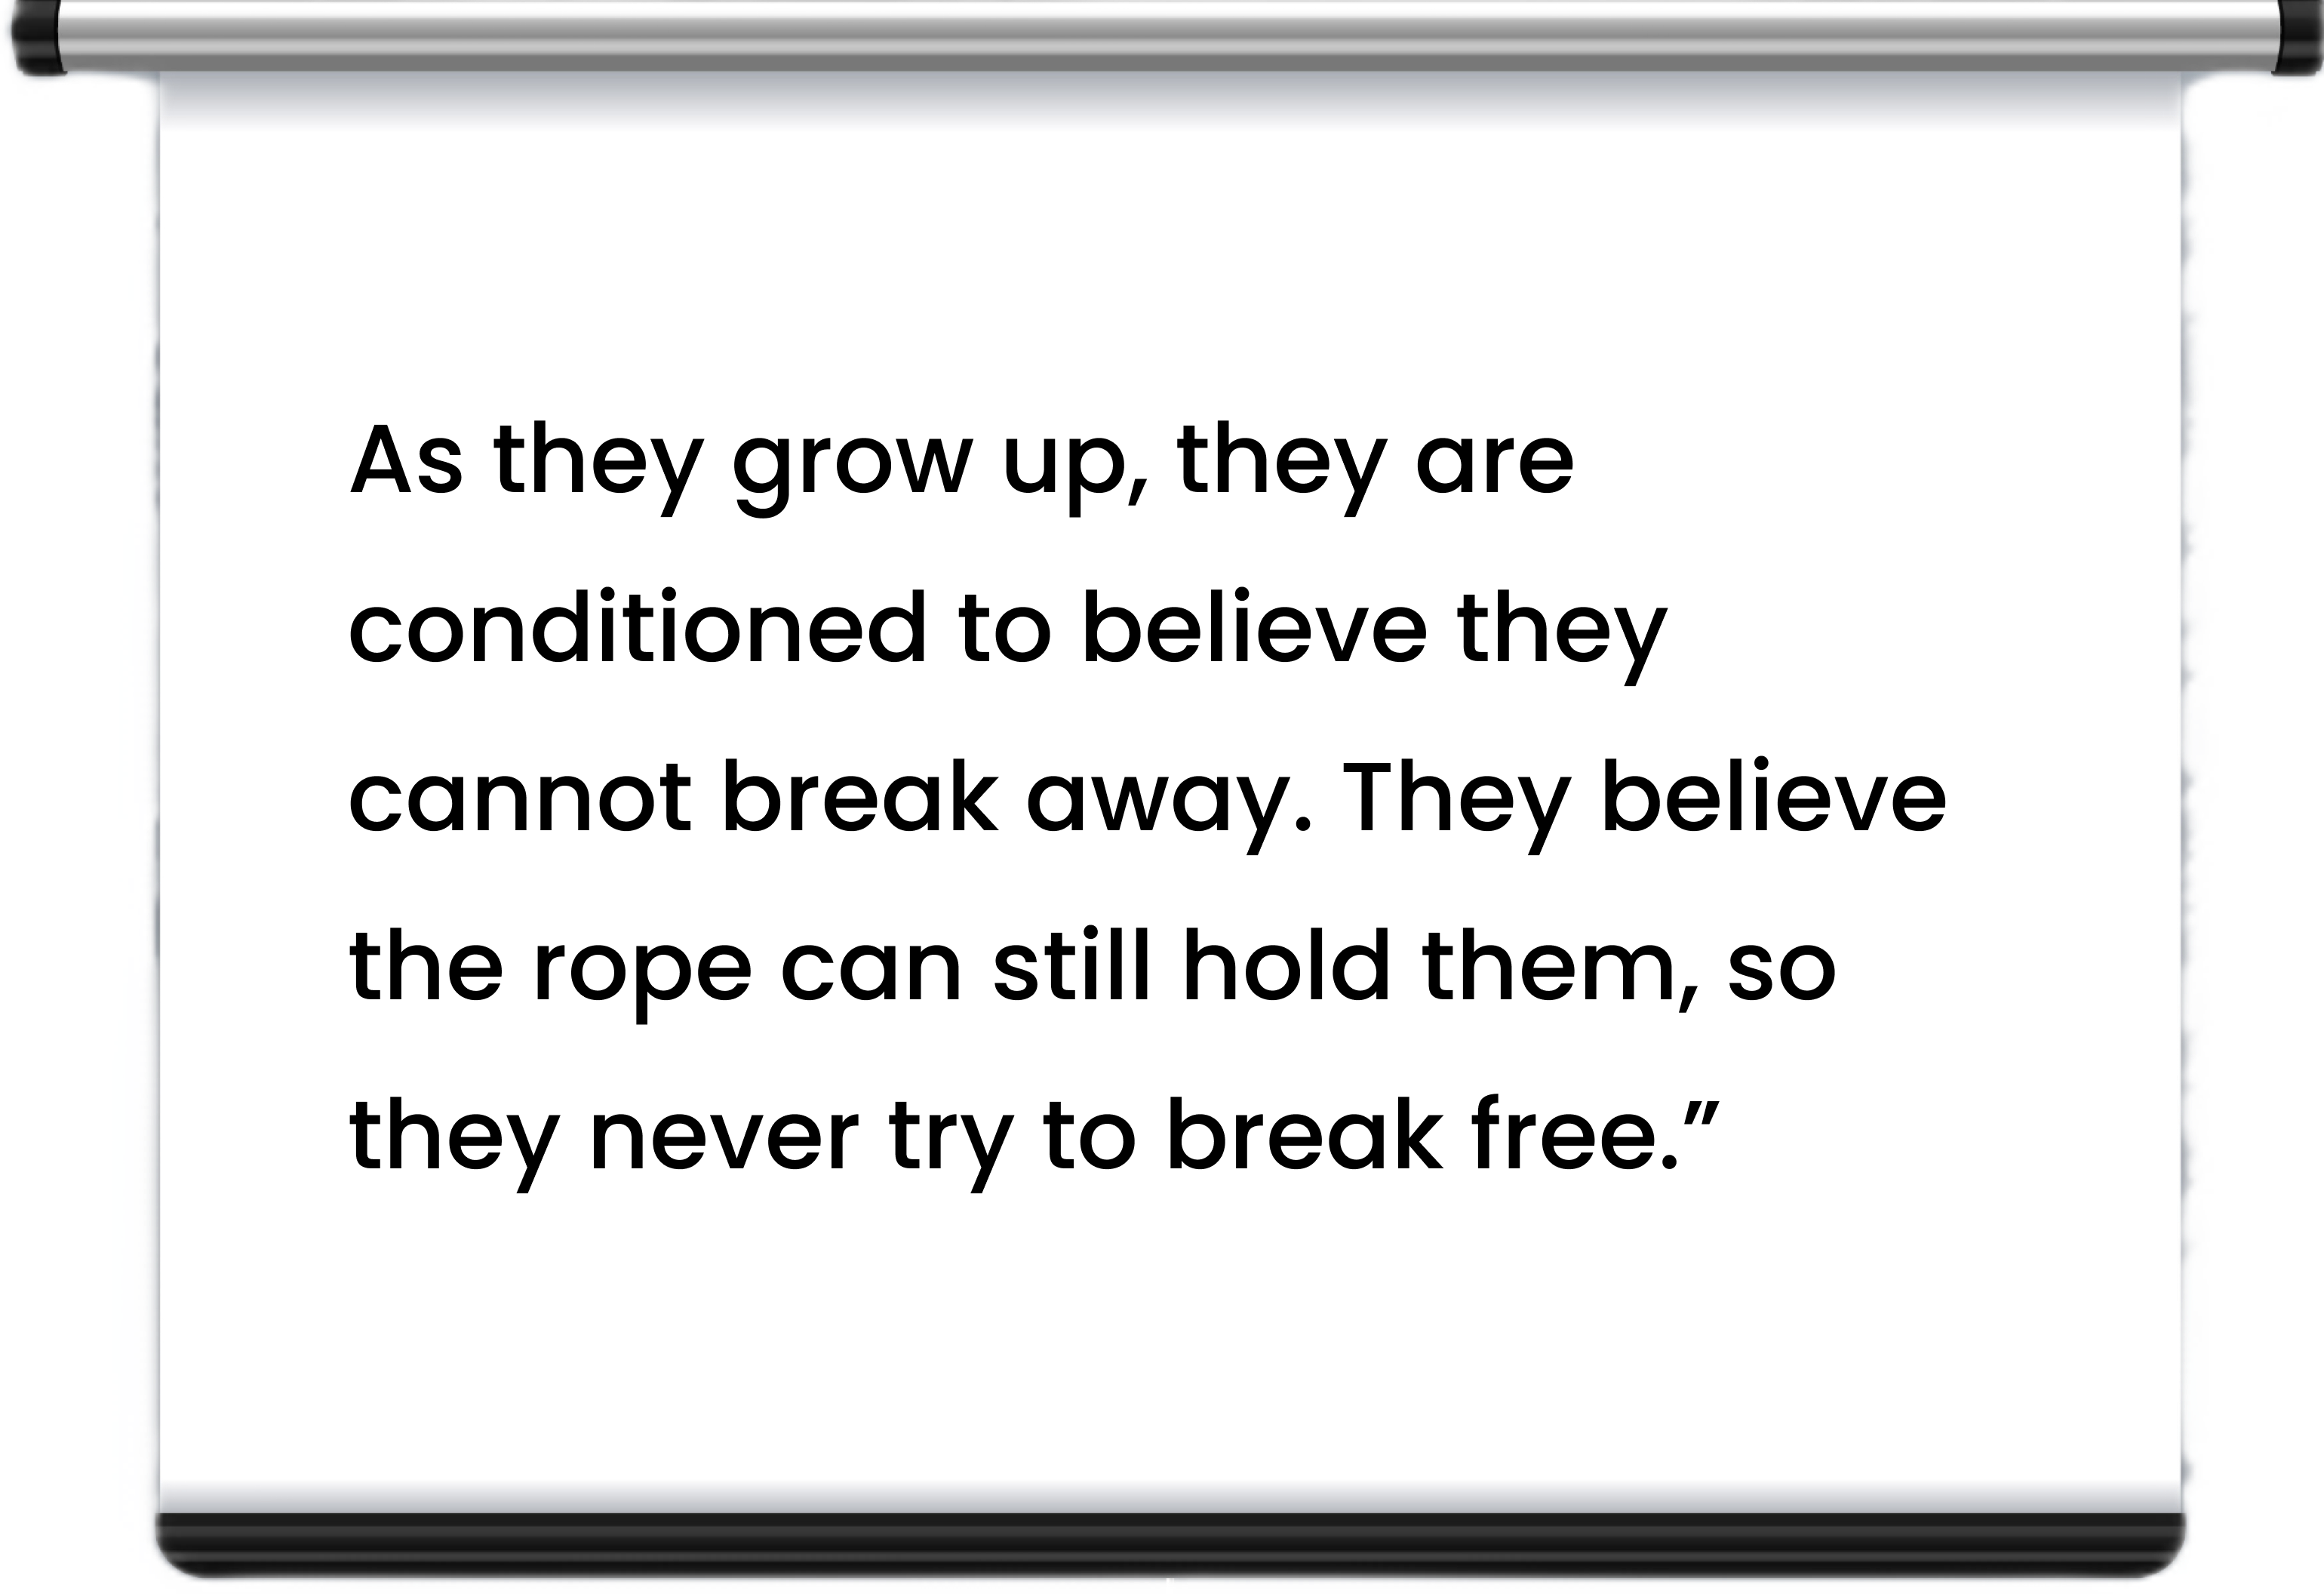 As they grow up, they are
conditioned to believe they
cannot break away. They believe
the rope can still hold them, so
they never try to break free.”